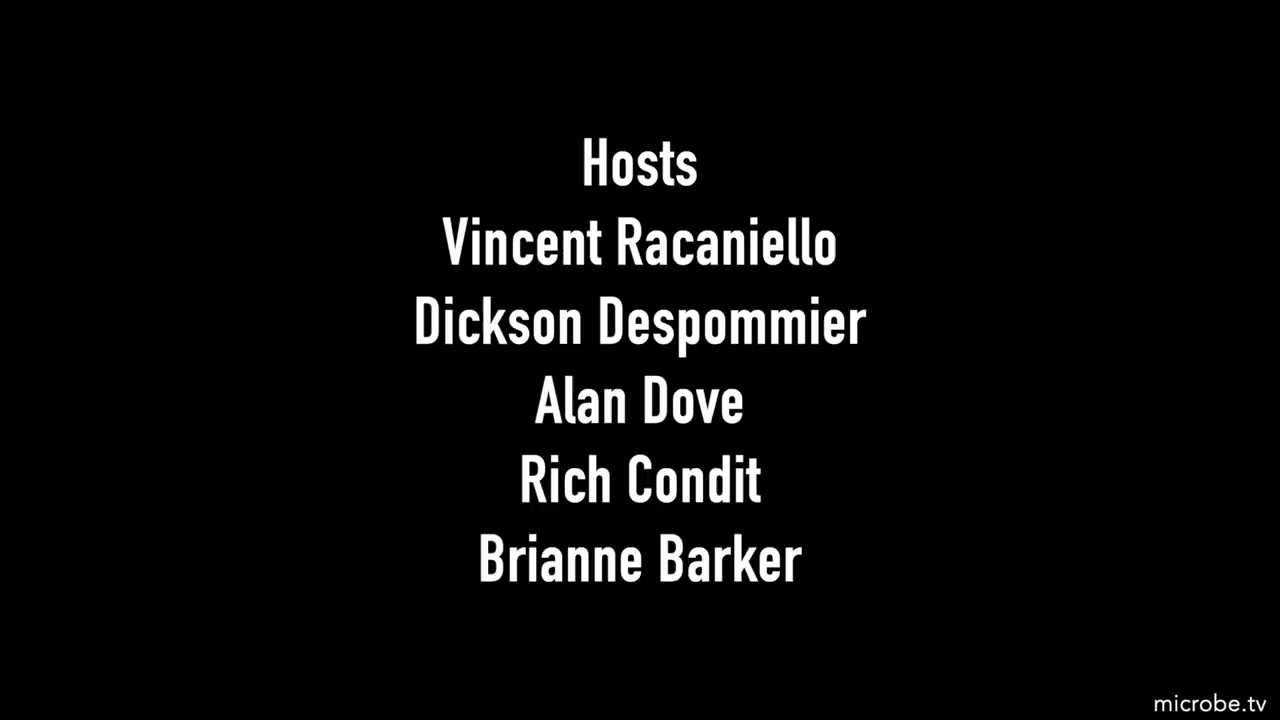 Hosts
Vincent Racaniello
Dickson Despommier
Alan Dove
Rich Condit
Brianne Barker
microbe.tv